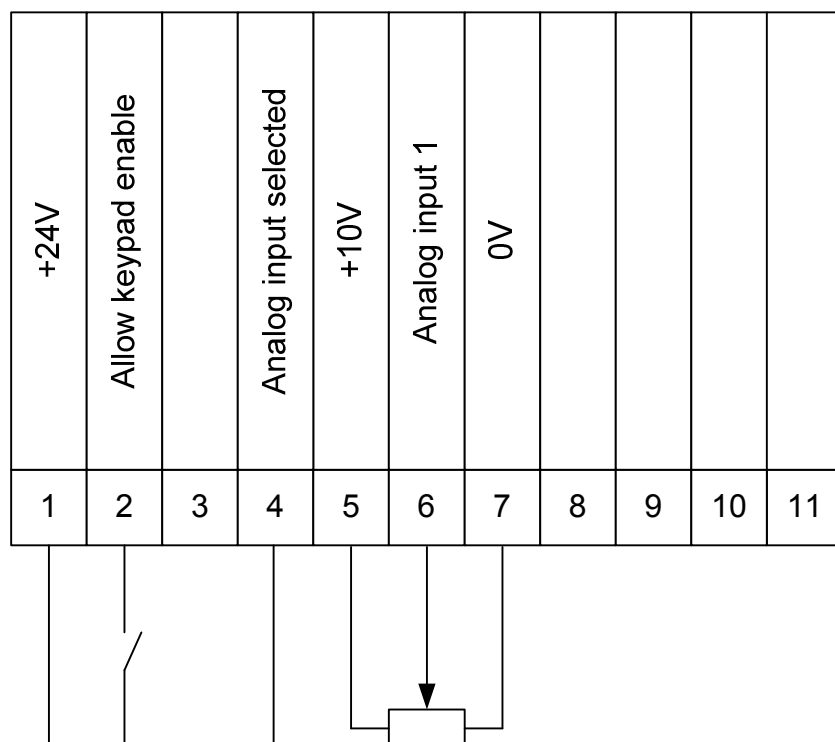 +24V
Allow keypad enable
Analog input selected
+10V
Analog input 1
0V
1 2 3 4 5 6 7 8 9 10 11